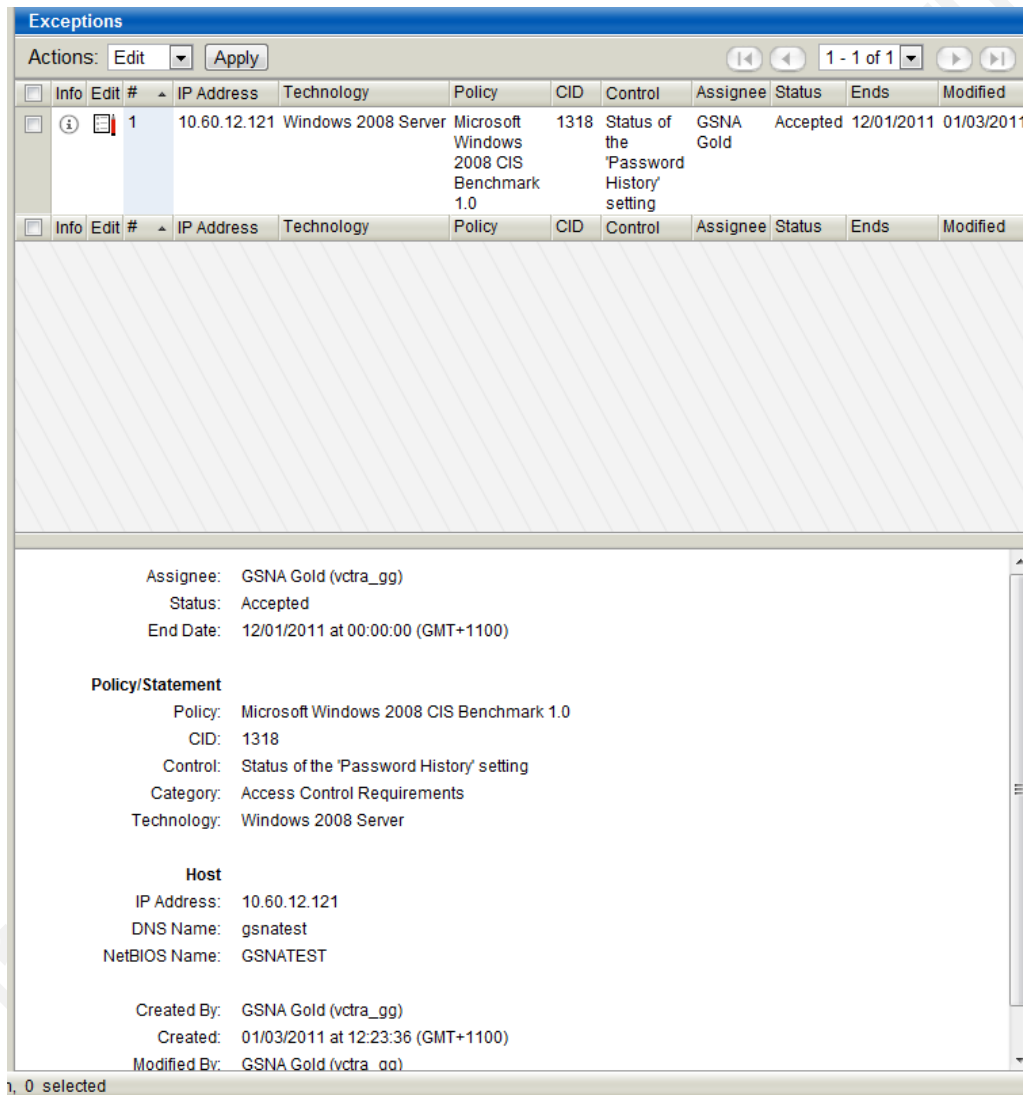 Exceptions
Actions: Edit Apply 1 - 1 of 1
Info Edit # IP Address Technology Policy CID Control Assignee Status Ends Modified
1 10.60.12.121 Windows 2008 Server Microsoft Windows 2008 CIS Benchmark 1.0 1318 Status of the 'Password History' setting GSNA Gold Accepted 12/01/2011 01/03/2011
Info Edit # IP Address Technology Policy CID Control Assignee Status Ends Modified
Assignee: GSNA Gold (vctra_gg)
Status: Accepted
End Date: 12/01/2011 at 00:00:00 (GMT+1100)
Policy/Statement
Policy: Microsoft Windows 2008 CIS Benchmark 1.0
CID: 1318
Control: Status of the 'Password History' setting
Category: Access Control Requirements
Technology: Windows 2008 Server
Host
IP Address: 10.60.12.121
DNS Name: gsnatest
NetBIOS Name: GSNATEST
Created By: GSNA Gold (vctra_gg)
Created: 01/03/2011 at 12:23:36 (GMT+1100)
Modified By: GSNA Gold (vctra_gg)
, 0 selected